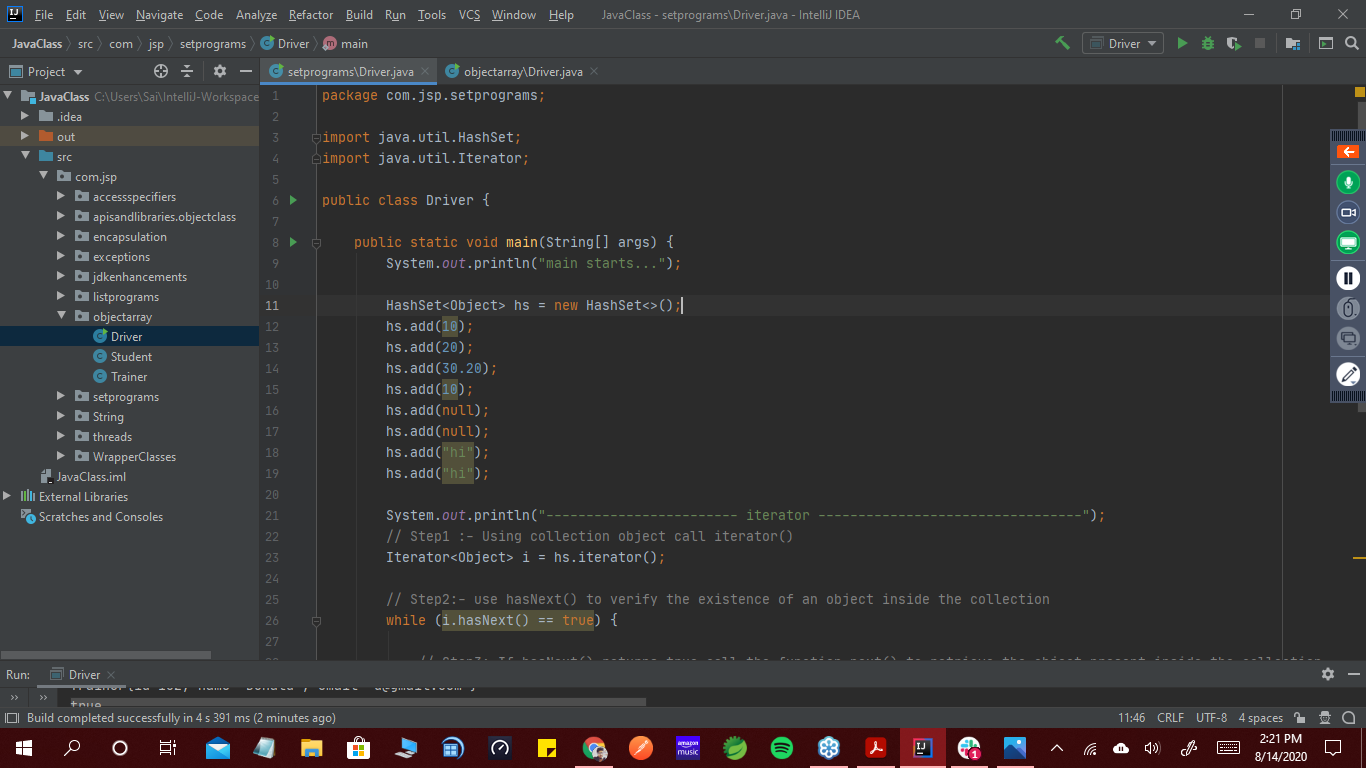 File Edit View Navigate Code Analyze Refactor Build Run Tools VCS Window Help JavaClass - setprograms\Driver.java - IntelliJ IDEA
JavaClass src com jsp setprograms Driver main Driver
Project
setprograms\Driver.java
objectarray\Driver.java
JavaClass C:\Users\Sai\IntelliJ-Workspace
.idea
out
src
com.jsp
accessspecifiers
apisandlibraries.objectclass
encapsulation
exceptions
jdkenhancements
listprograms
objectarray
Driver
Student
Trainer
setprograms
String
threads
WrapperClasses
JavaClass.iml
External Libraries
Scratches and Consoles
1 package com.jsp.setprograms;
2
3 import java.util.HashSet;
4 import java.util.Iterator;
5
6 public class Driver {
7
8 public static void main(String[] args) {
9 System.out.println("main starts...");
10
11 HashSet<Object> hs = new HashSet<>();
12 hs.add(10);
13 hs.add(20);
14 hs.add(30.20);
15 hs.add(10);
16 hs.add(null);
17 hs.add(null);
18 hs.add("hi");
19 hs.add("hi");
20
21 System.out.println("------------------------ iterator ---------------------------------");
22 // Step1 :- Using collection object call iterator()
23 Iterator<Object> i = hs.iterator();
24
25 // Step2:- use hasNext() to verify the existence of an object inside the collection
26 while (i.hasNext() == true) {
27
Run: Driver
true
Build completed successfully in 4 s 391 ms (2 minutes ago)
11:46 CRLF UTF-8 4 spaces
amazon music
1
2:21 PM
8/14/2020